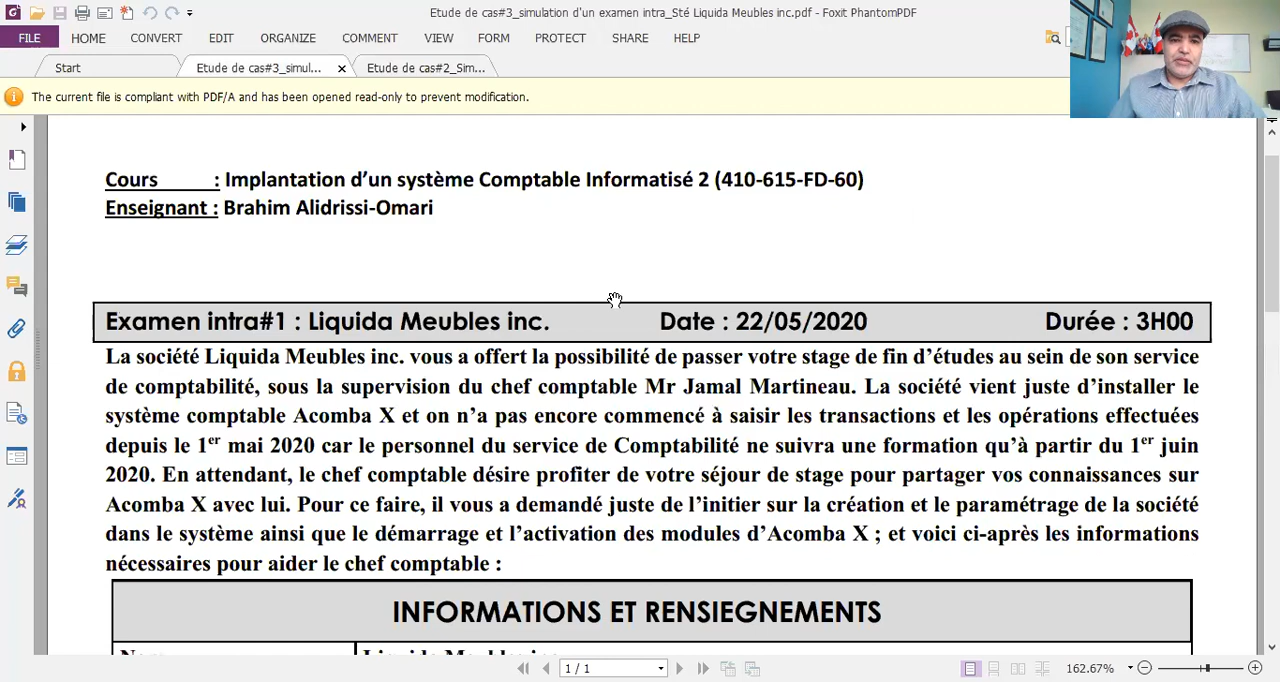 Etude de cas#3_simulation d'un examen intra_Sté Liquida Meubles inc.pdf - Foxit PhantomPDF
FILE HOME CONVERT EDIT ORGANIZE COMMENT VIEW FORM PROTECT SHARE HELP
Start Etude de cas#3_simul... Etude de cas#2_Sim...
The current file is compliant with PDF/A and has been opened read-only to prevent modification.
Cours : Implantation d'un système Comptable Informatisé 2 (410-615-FD-60)
Enseignant : Brahim Alidrissi-Omari
Examen intra#1 : Liquida Meubles inc. Date : 22/05/2020 Durée : 3H00
La société Liquida Meubles inc. vous a offert la possibilité de passer votre stage de fin d'études au sein de son service
de comptabilité, sous la supervision du chef comptable Mr Jamal Martineau. La société vient juste d'installer le
système comptable Acomba X et on n'a pas encore commencé à saisir les transactions et les opérations effectuées
depuis le 1er mai 2020 car le personnel du service de Comptabilité ne suivra une formation qu'à partir du 1er juin
2020. En attendant, le chef comptable désire profiter de votre séjour de stage pour partager vos connaissances sur
Acomba X avec lui. Pour ce faire, il vous a demandé juste de l'initier sur la création et le paramétrage de la société
dans le système ainsi que le démarrage et l'activation des modules d'Acomba X ; et voici ci-après les informations
nécessaires pour aider le chef comptable :
INFORMATIONS ET RENSIEGNEMENTS
Nom Liquida Meubles inc
1 / 1 162.67%